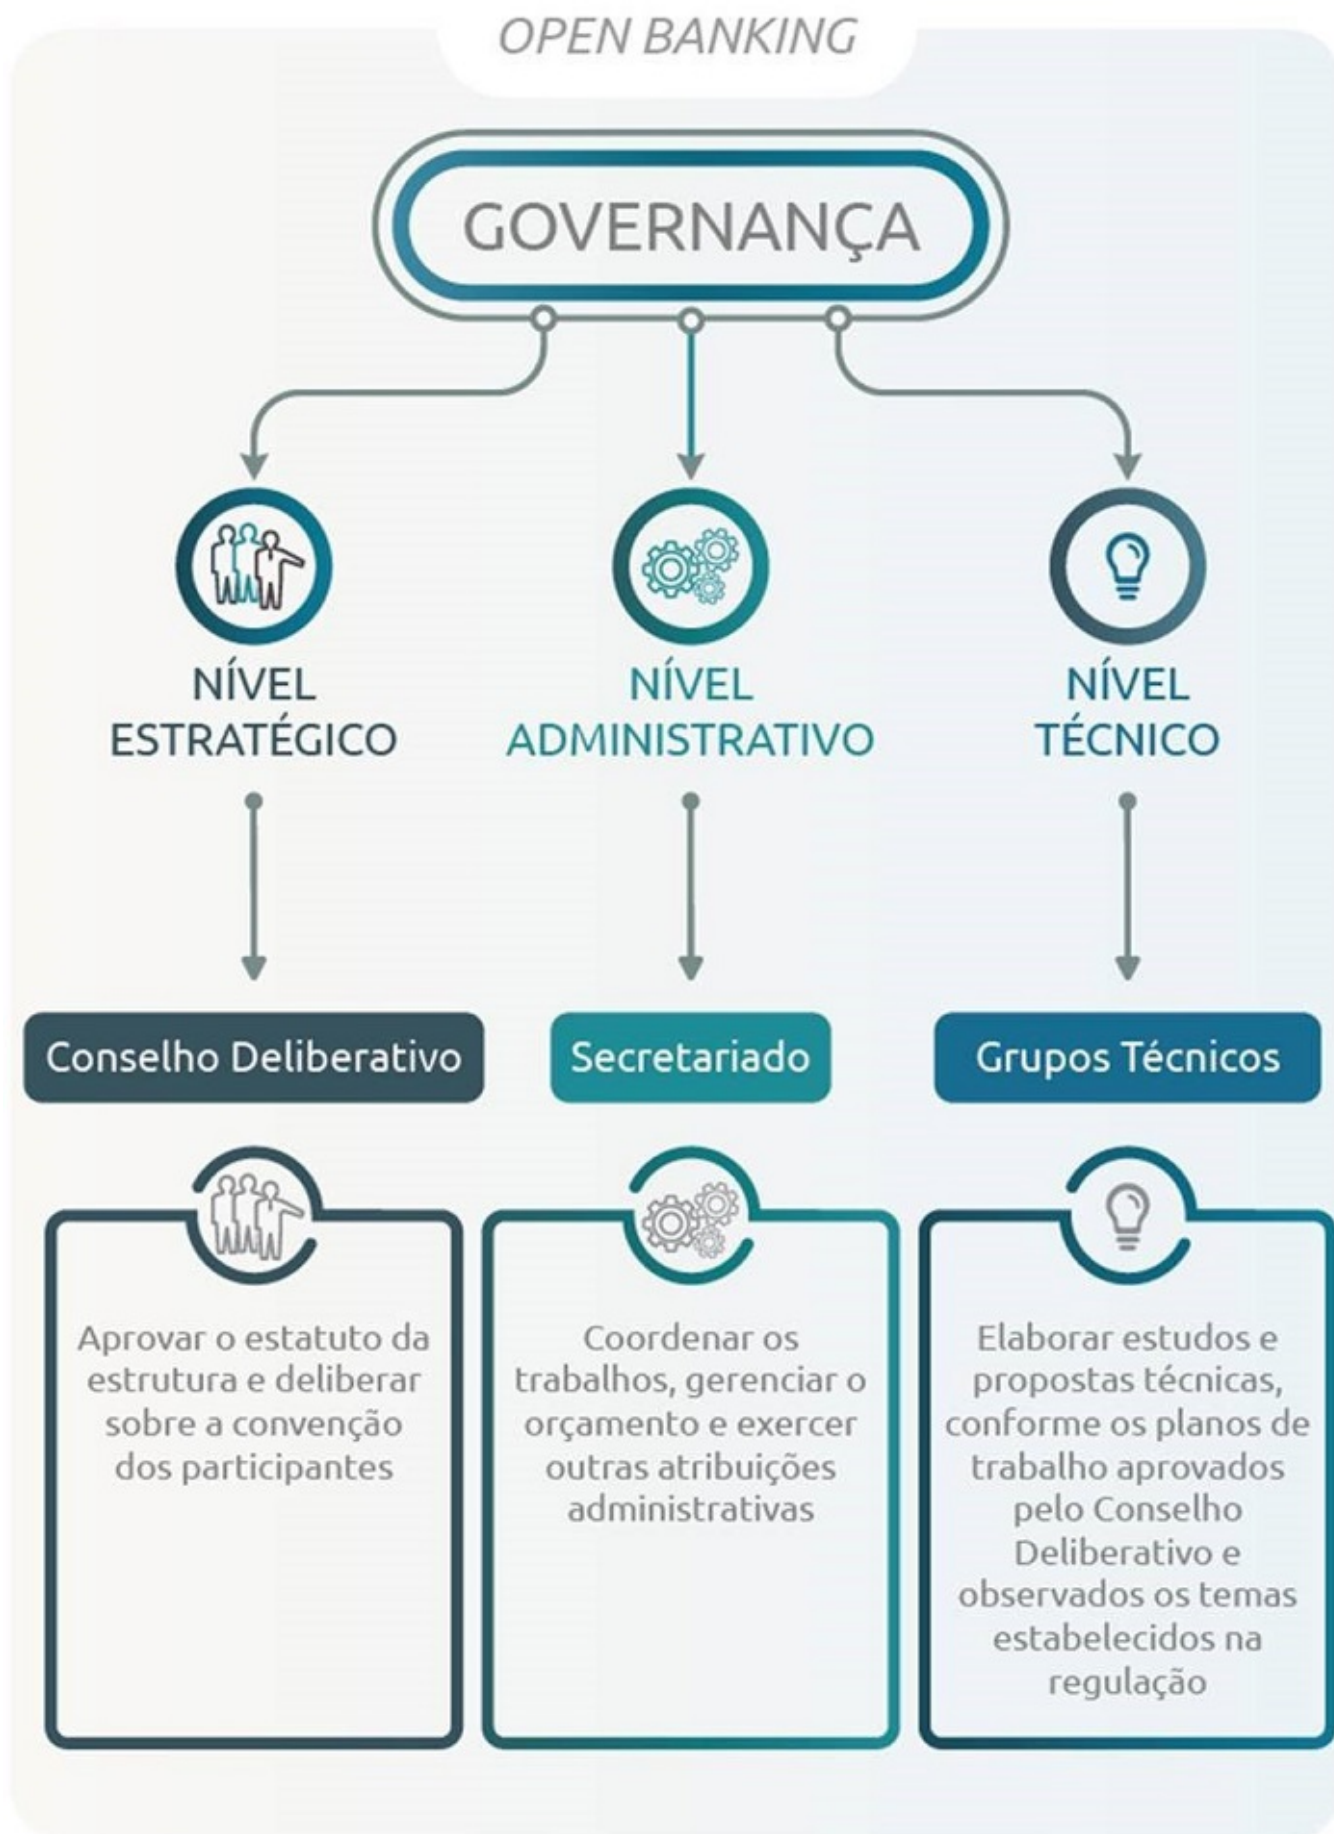 OPEN BANKING
GOVERNANÇA
NÍVEL
ESTRATÉGICO
NÍVEL
ADMINISTRATIVO
NÍVEL
TÉCNICO
Conselho Deliberativo
Secretariado
Grupos Técnicos
Aprovar o estatuto da
estrutura e deliberar
sobre a convenção
dos participantes
Coordenar os
trabalhos, gerenciar o
orçamento e exercer
outras atribuições
administrativas
Elaborar estudos e
propostas técnicas,
conforme os planos de
trabalho aprovados
pelo Conselho
Deliberativo e
observados os temas
estabelecidos na
regulação